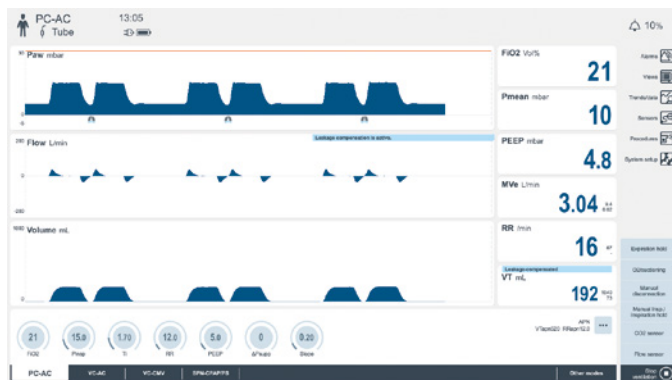 PC-AC
Tube
13:05
10%
Paw mbar
Flow L/min
Leakage compensation is active.
Volume mL
FiO2 Vol%
21
Pmean mbar
10
PEEP mbar
4.8
MVe L/min
3.04
RR /min
16
Leakage-compensated
VT mL
192
Alarms
Views
Trends/data
Sensors
Procedures
System setup
Expiration hold
Manual disconnection
Manual insp./ inspiration hold
CO2 sensor
Flow sensor
21
FiO2
15.0
Pinsp
1.70
Ti
12.0
RR
5.0
PEEP
0
ΔPsupp
0.20
Slope
...
PC-AC
VC-AC
VC-CMV
SPN-CPAP/PS
Other modes